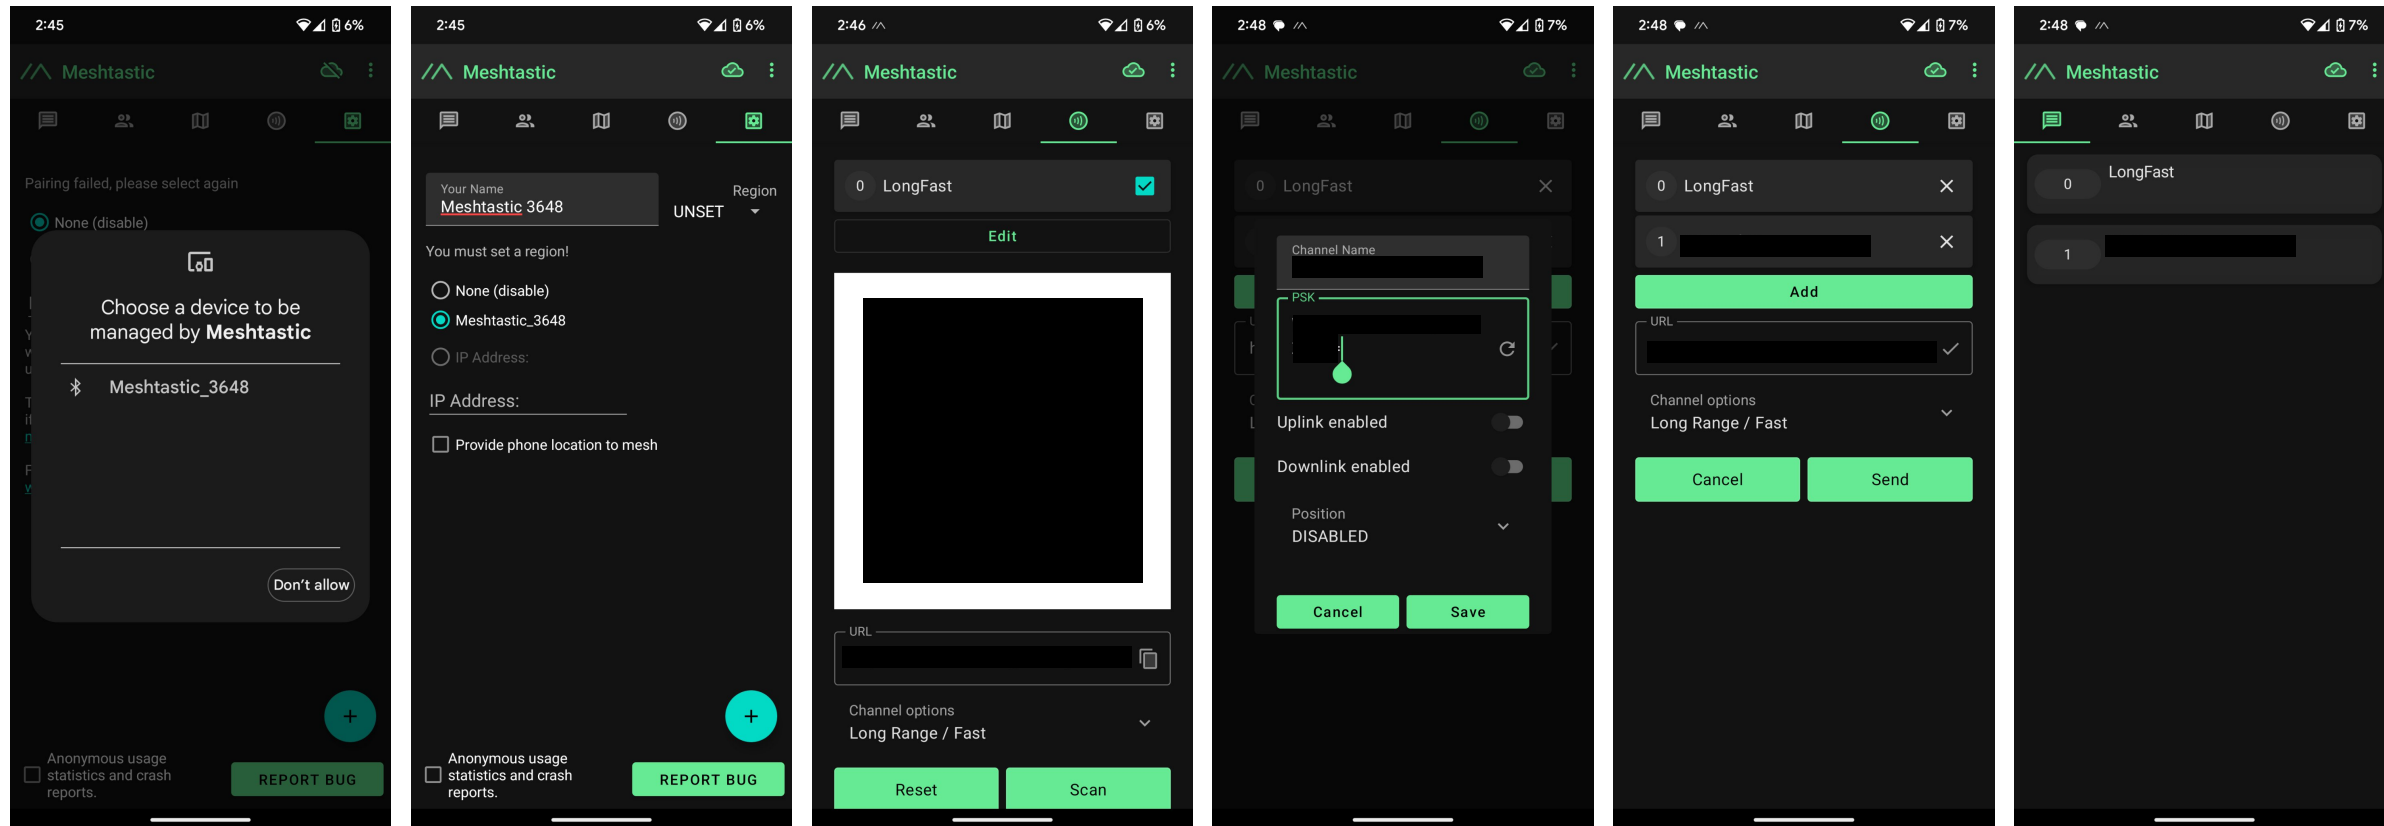 2:45
6%
Meshtastic
Pairing failed, please select again
None (disable)
Choose a device to be
managed by Meshtastic
Meshtastic_3648
Don't allow
Anonymous usage
statistics and crash
reports.
REPORT BUG
2:45
6%
Meshtastic
Your Name
Meshtastic 3648
Region
UNSET
You must set a region!
None (disable)
Meshtastic_3648
IP Address:
IP Address:
Provide phone location to mesh
Anonymous usage
statistics and crash
reports.
REPORT BUG
2:46
6%
Meshtastic
0 LongFast
Edit
URL
Channel options
Long Range / Fast
Reset
Scan
2:48
7%
Meshtastic
0 LongFast
Channel Name
PSK
Uplink enabled
Downlink enabled
Position
DISABLED
Cancel
Save
2:48
7%
Meshtastic
0 LongFast
1
Add
URL
Channel options
Long Range / Fast
Cancel
Send
2:48
7%
Meshtastic
0 LongFast
1